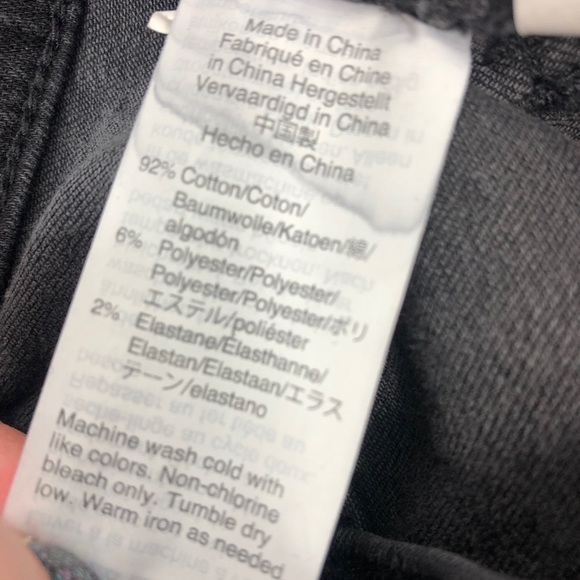 Made in China
Fabriqué en Chine
in China Hergestellt
Vervaardigd in China
中国製
Hecho en China
92% Cotton/Coton/
Baumwolle/Katoen/綿/
algodón
6% Polyester/Polyester/
Polyester/Polyester/ポリ
エステル/poliéster
2% Elastane/Élasthanne/
Elastan/Elastaan/エラス
テーン/elastano
Machine wash cold with
like colors. Non-chlorine
bleach only. Tumble dry
low. Warm iron as needed